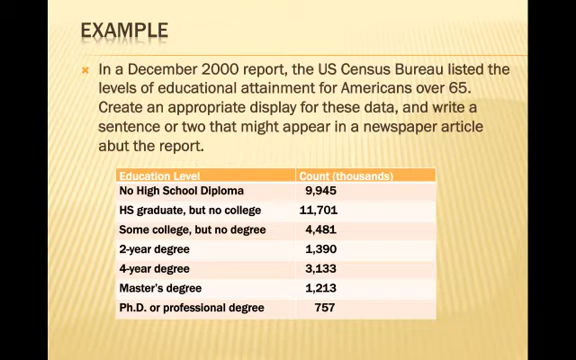 EXAMPLE
In a December 2000 report, the US Census Bureau listed the
levels of educational attainment for Americans over 65.
Create an appropriate display for these data, and write a
sentence or two that might appear in a newspaper article
abut the report.
Education Level Count (thousands)
No High School Diploma 9,945
HS graduate, but no college 11,701
Some college, but no degree 4,481
2-year degree 1,390
4-year degree 3,133
Master's degree 1,213
Ph.D. or professional degree 757